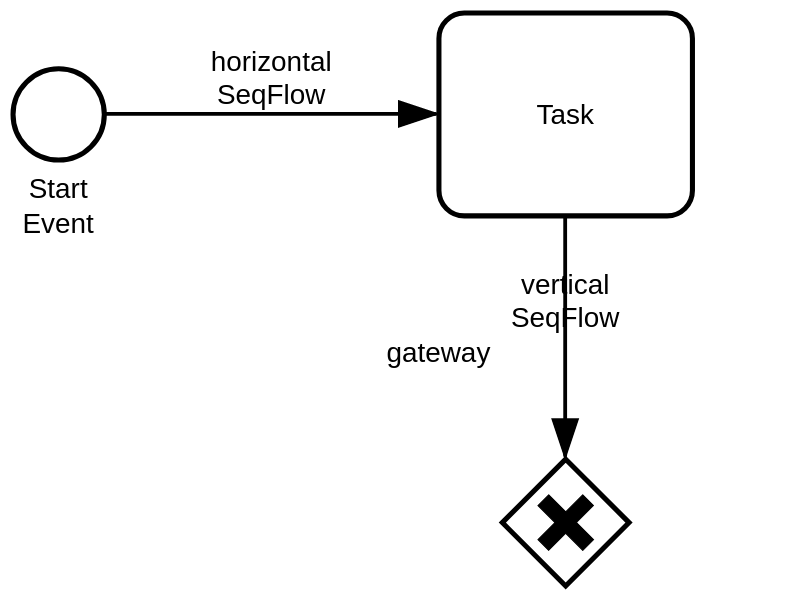 horizontal
SeqFlow
Task
Start
Event
vertical
SeqFlow
gateway